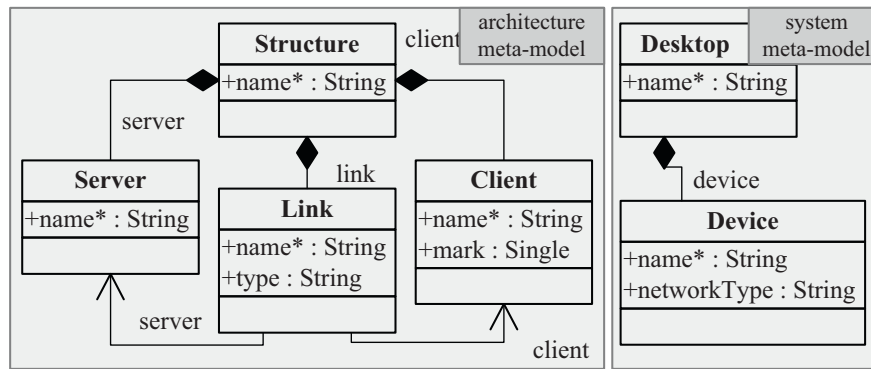 architecture
meta-model
Structure
+name* : String
client
server
link
Server
+name* : String
Link
+name* : String
+type : String
Client
+name* : String
+mark : Single
server
client
system
meta-model
Desktop
+name* : String
device
Device
+name* : String
+networkType : String